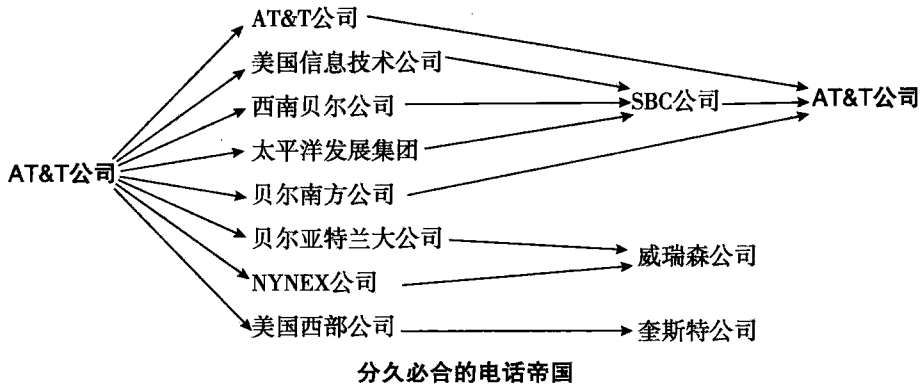 AT&T公司
美国信息技术公司
西南贝尔公司
SBC公司
AT&T公司
太平洋发展集团
AT&T公司
贝尔南方公司
贝尔亚特兰大公司
威瑞森公司
NYNEX公司
美国西部公司
奎斯特公司
分久必合的电话帝国